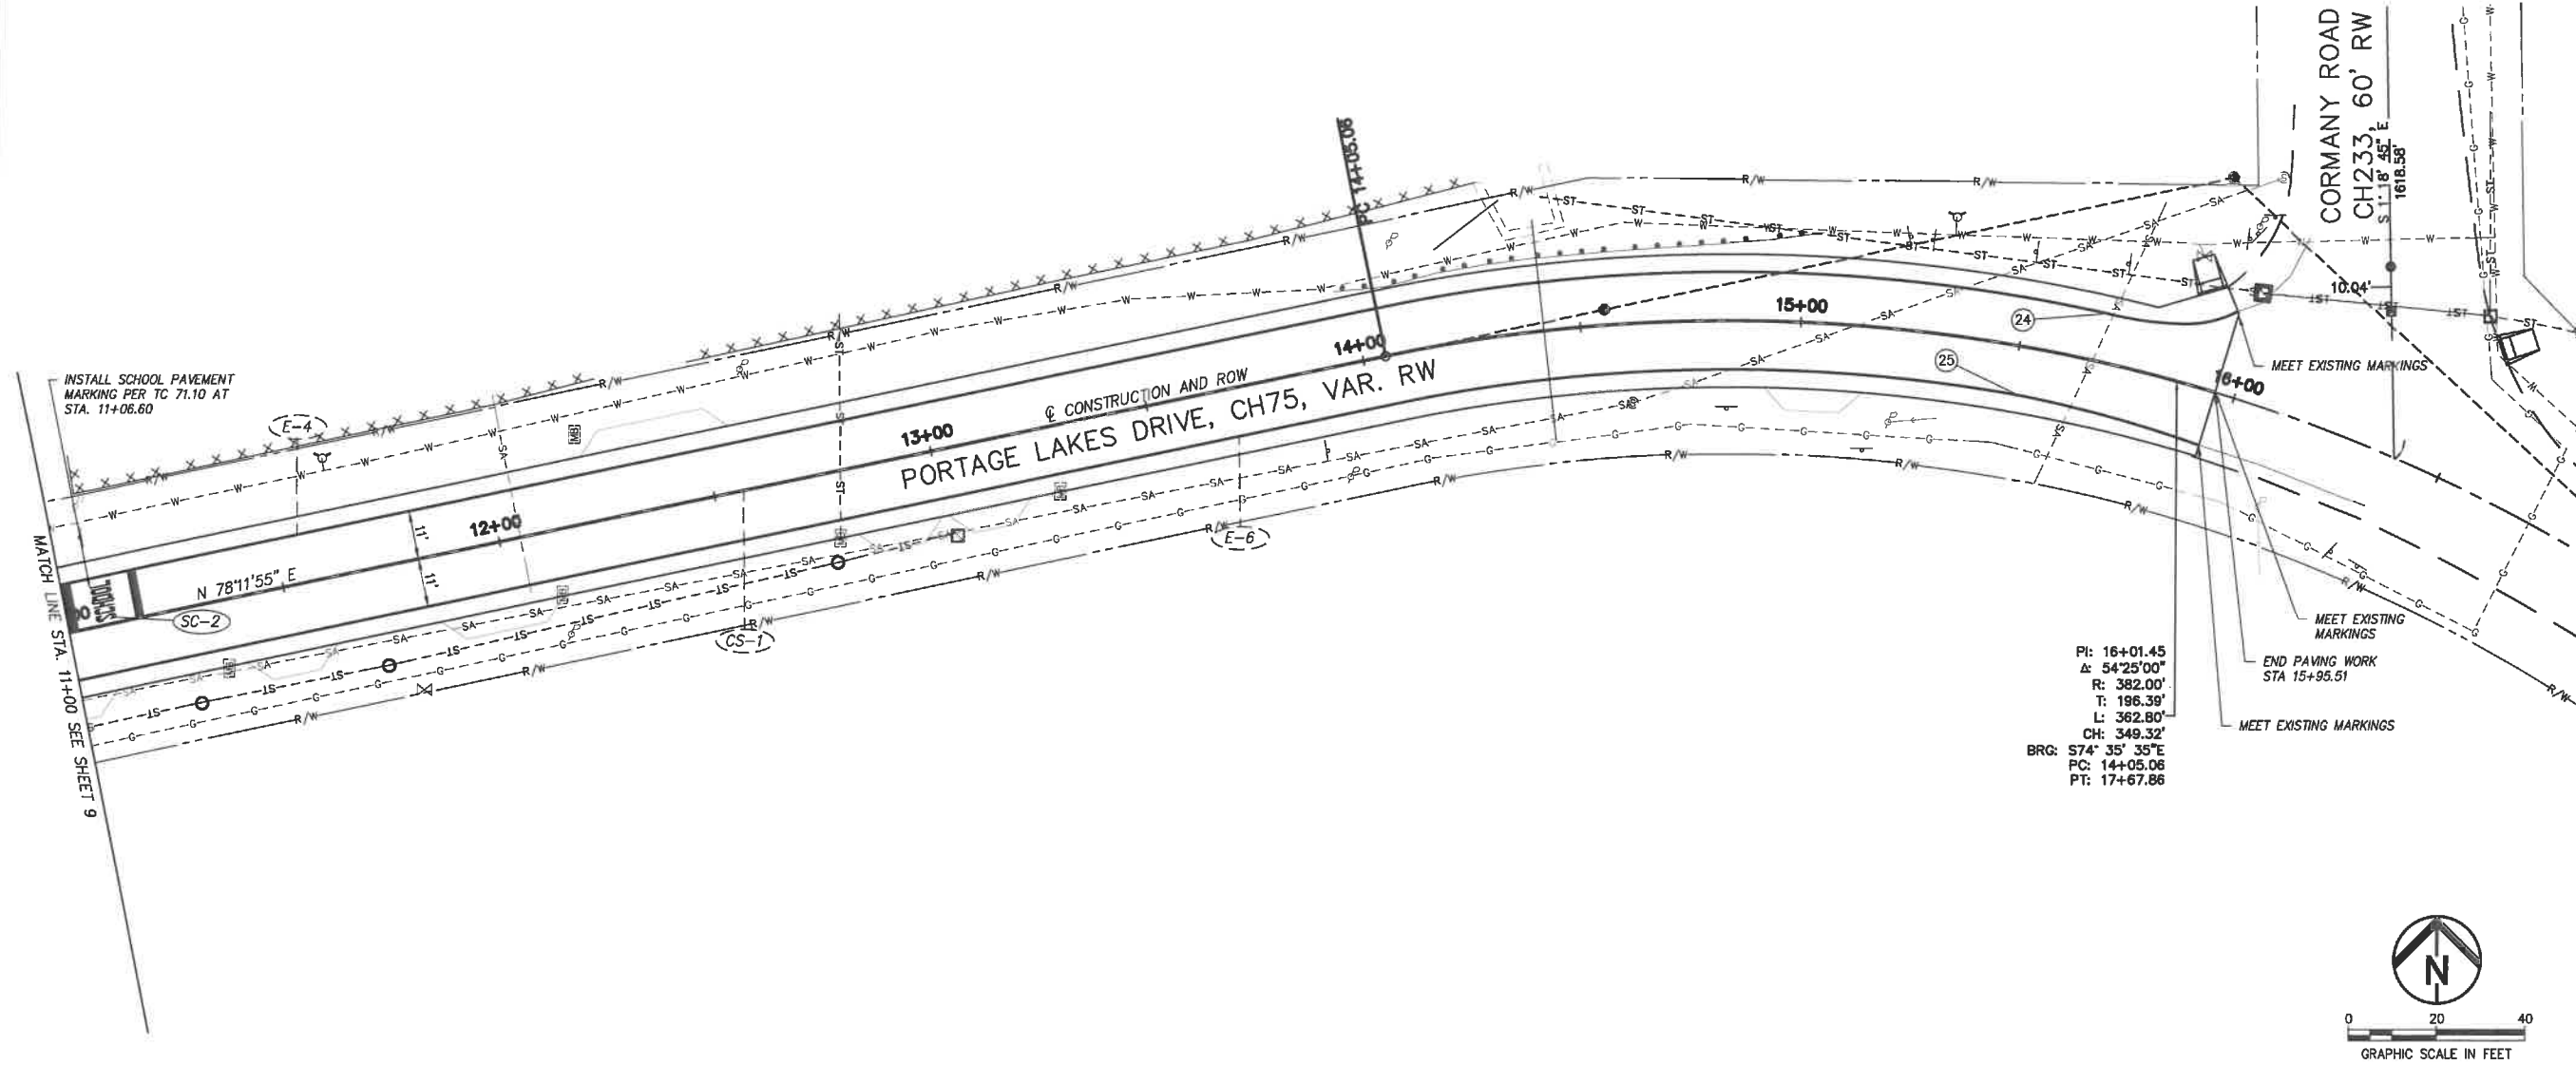 INSTALL SCHOOL PAVEMENT
MARKING PER TC 71.10 AT
STA. 11+06.60
E-4
MATCH LINE STA. 11+00 SEE SHEET 9
SCHOOL
SC-2
N 78°11'55" E
11'
11'
12+00
CS-1
13+00
℄ CONSTRUCTION AND ROW
PORTAGE LAKES DRIVE, CH75, VAR. RW
E-6
14+00
PC 14+05.06
15+00
24
25
16+00
CORMANY ROAD
CH233, 60' RW
S 1° 18' 45" E
1618.58'
10.04'
MEET EXISTING MARKINGS
MEET EXISTING
MARKINGS
END PAVING WORK
STA 15+95.51
MEET EXISTING MARKINGS
PI: 16+01.45
Δ: 54°25'00"
R: 382.00'
T: 196.39'
L: 362.80'
CH: 349.32'
BRG: S74° 35' 35"E
PC: 14+05.06
PT: 17+67.86
N
0 20 40
GRAPHIC SCALE IN FEET